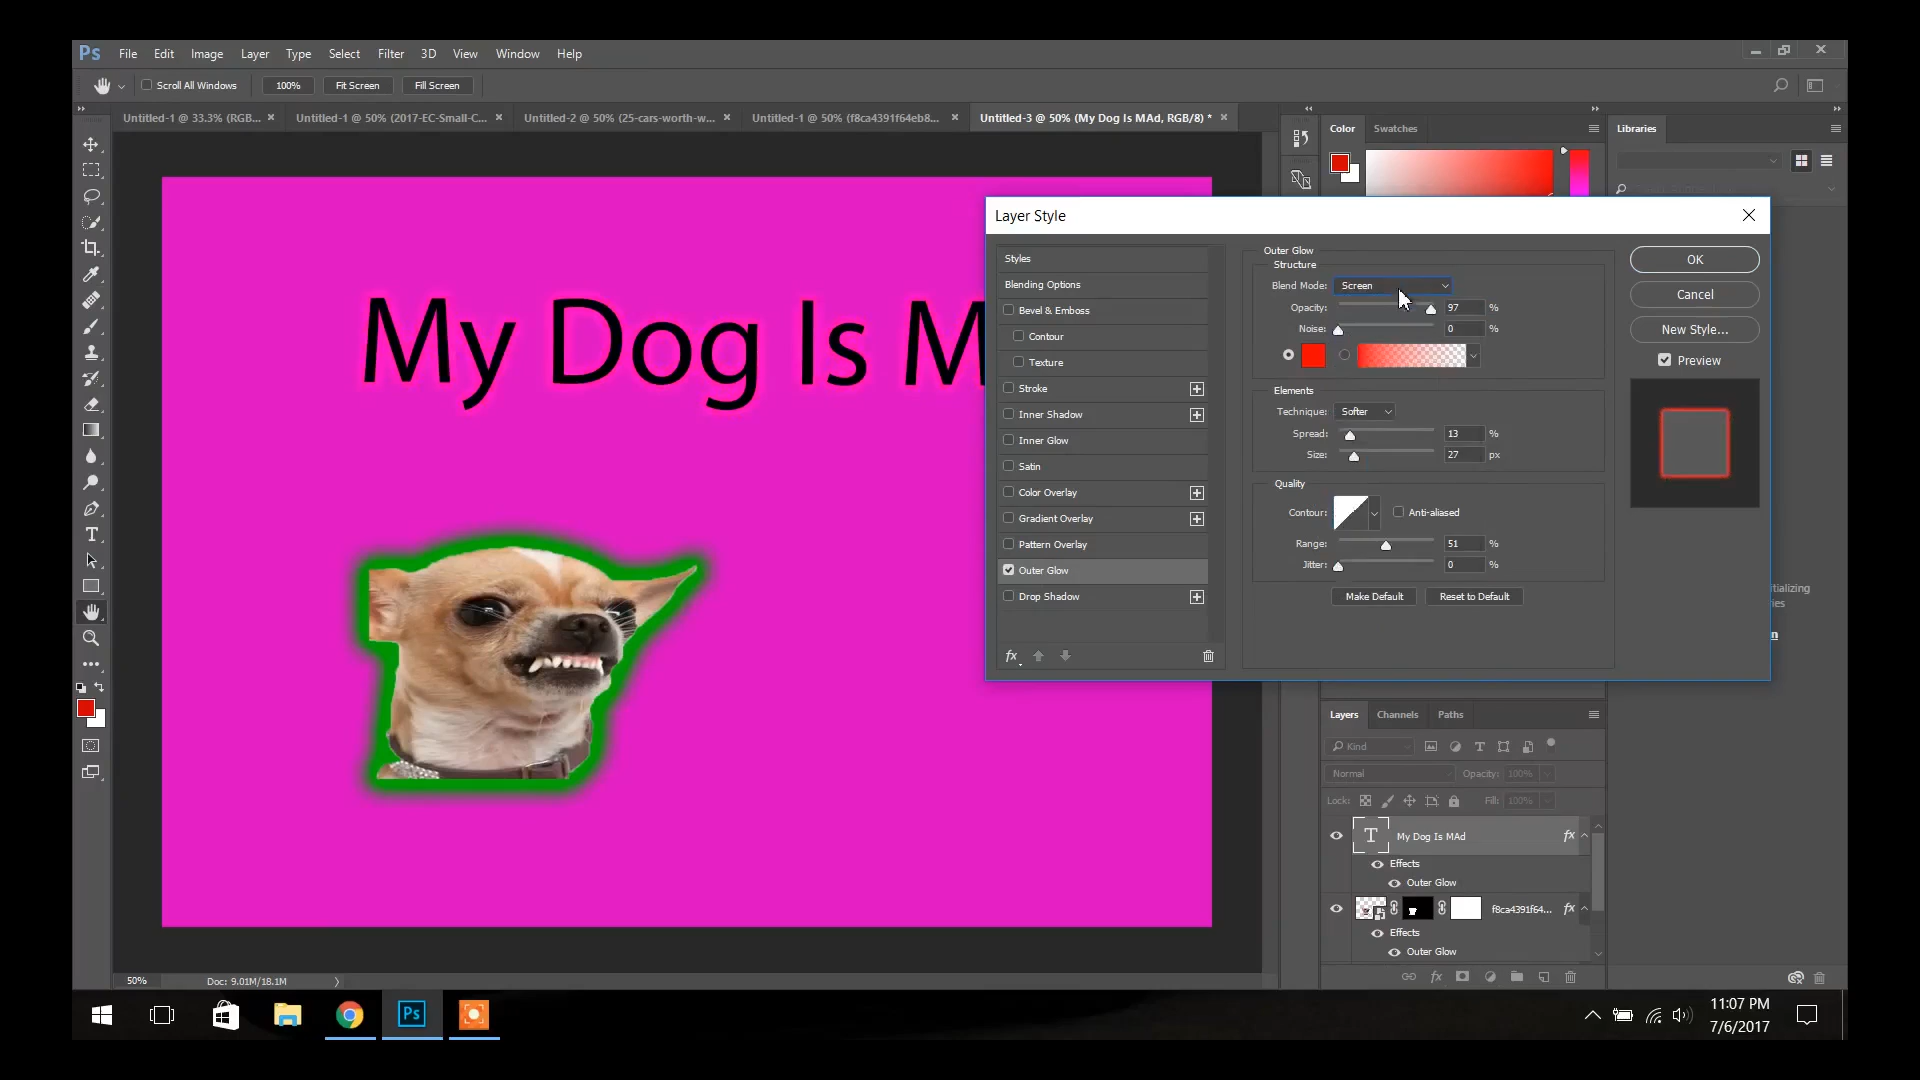 Ps File Edit Image Layer Type Select Filter 3D View Window Help
Scroll All Windows 100% Fit Screen Fill Screen
Untitled-1 @ 33.3% (RGB... × Untitled-1 @ 50% (2017-EC-Small-C... × Untitled-2 @ 50% (25-cars-worth-w... × Untitled-1 @ 50% (f8ca4391f64eb8... × Untitled-3 @ 50% (My Dog Is MAd, RGB/8) * ×
Color Swatches
Libraries
My Dog Is M
Layer Style
Styles
Blending Options
Bevel & Emboss
Contour
Texture
Stroke
Inner Shadow
Inner Glow
Satin
Color Overlay
Gradient Overlay
Pattern Overlay
Outer Glow
Drop Shadow
fx
Outer Glow
Structure
Blend Mode: Screen
Opacity: 97 %
Noise: 0 %
Elements
Technique: Softer
Spread: 13 %
Size: 27 px
Quality
Contour: Anti-aliased
Range: 51 %
Jitter: 0 %
Make Default Reset to Default
OK
Cancel
New Style...
Preview
Layers Channels Paths
Kind
Normal Opacity: 100%
Lock: Fill: 100%
T My Dog Is MAd fx
Effects
Outer Glow
f8ca4391f64... fx
Effects
Outer Glow
fx
50% Doc: 9.01M/18.1M
Ps
11:07 PM
7/6/2017